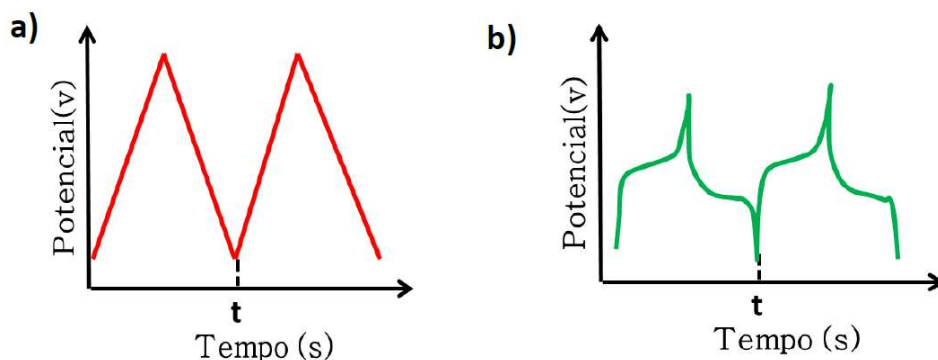 a)
Potencial(v)
t
Tempo (s)
b)
Potencial(v)
t
Tempo (s)